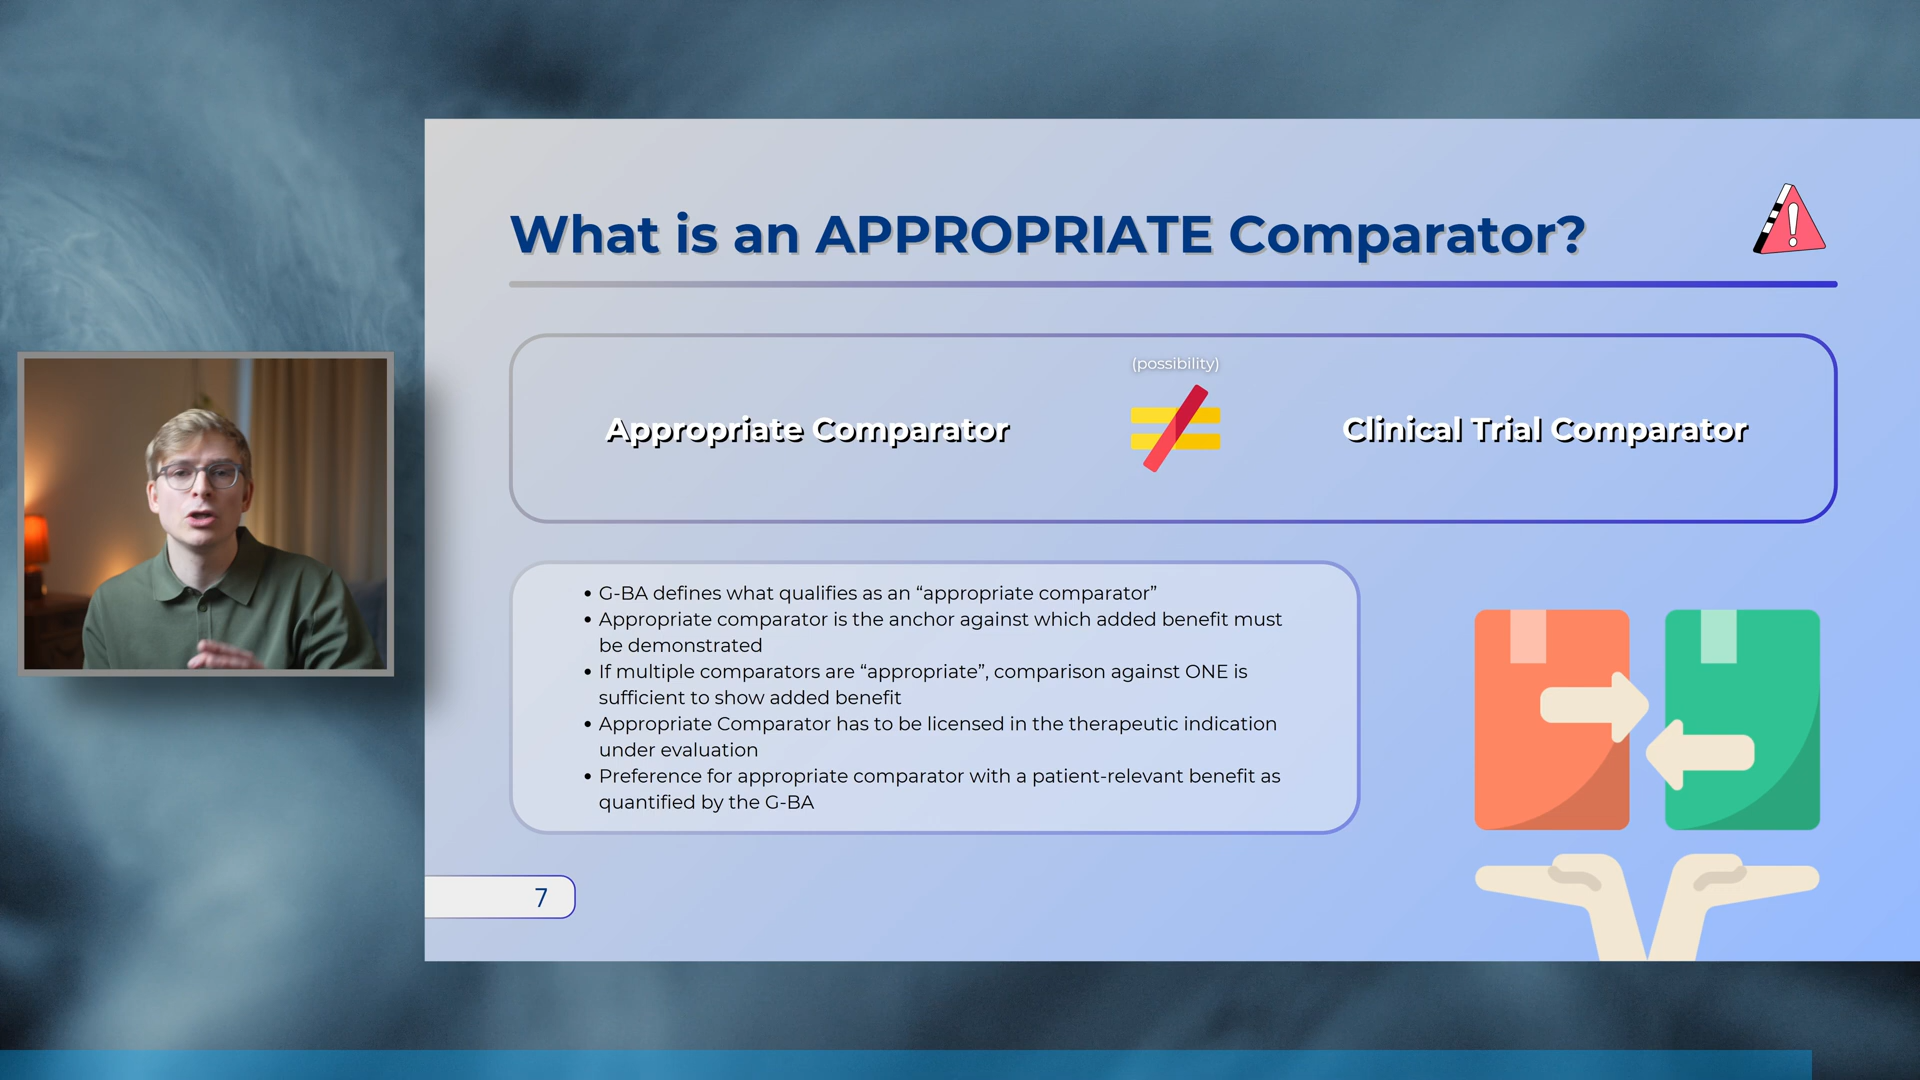 What is an APPROPRIATE Comparator?
(possibility)
Appropriate Comparator
Clinical Trial Comparator
• G-BA defines what qualifies as an “appropriate comparator”
• Appropriate comparator is the anchor against which added benefit must
be demonstrated
• If multiple comparators are “appropriate”, comparison against ONE is
sufficient to show added benefit
• Appropriate Comparator has to be licensed in the therapeutic indication
under evaluation
• Preference for appropriate comparator with a patient-relevant benefit as
quantified by the G-BA
7